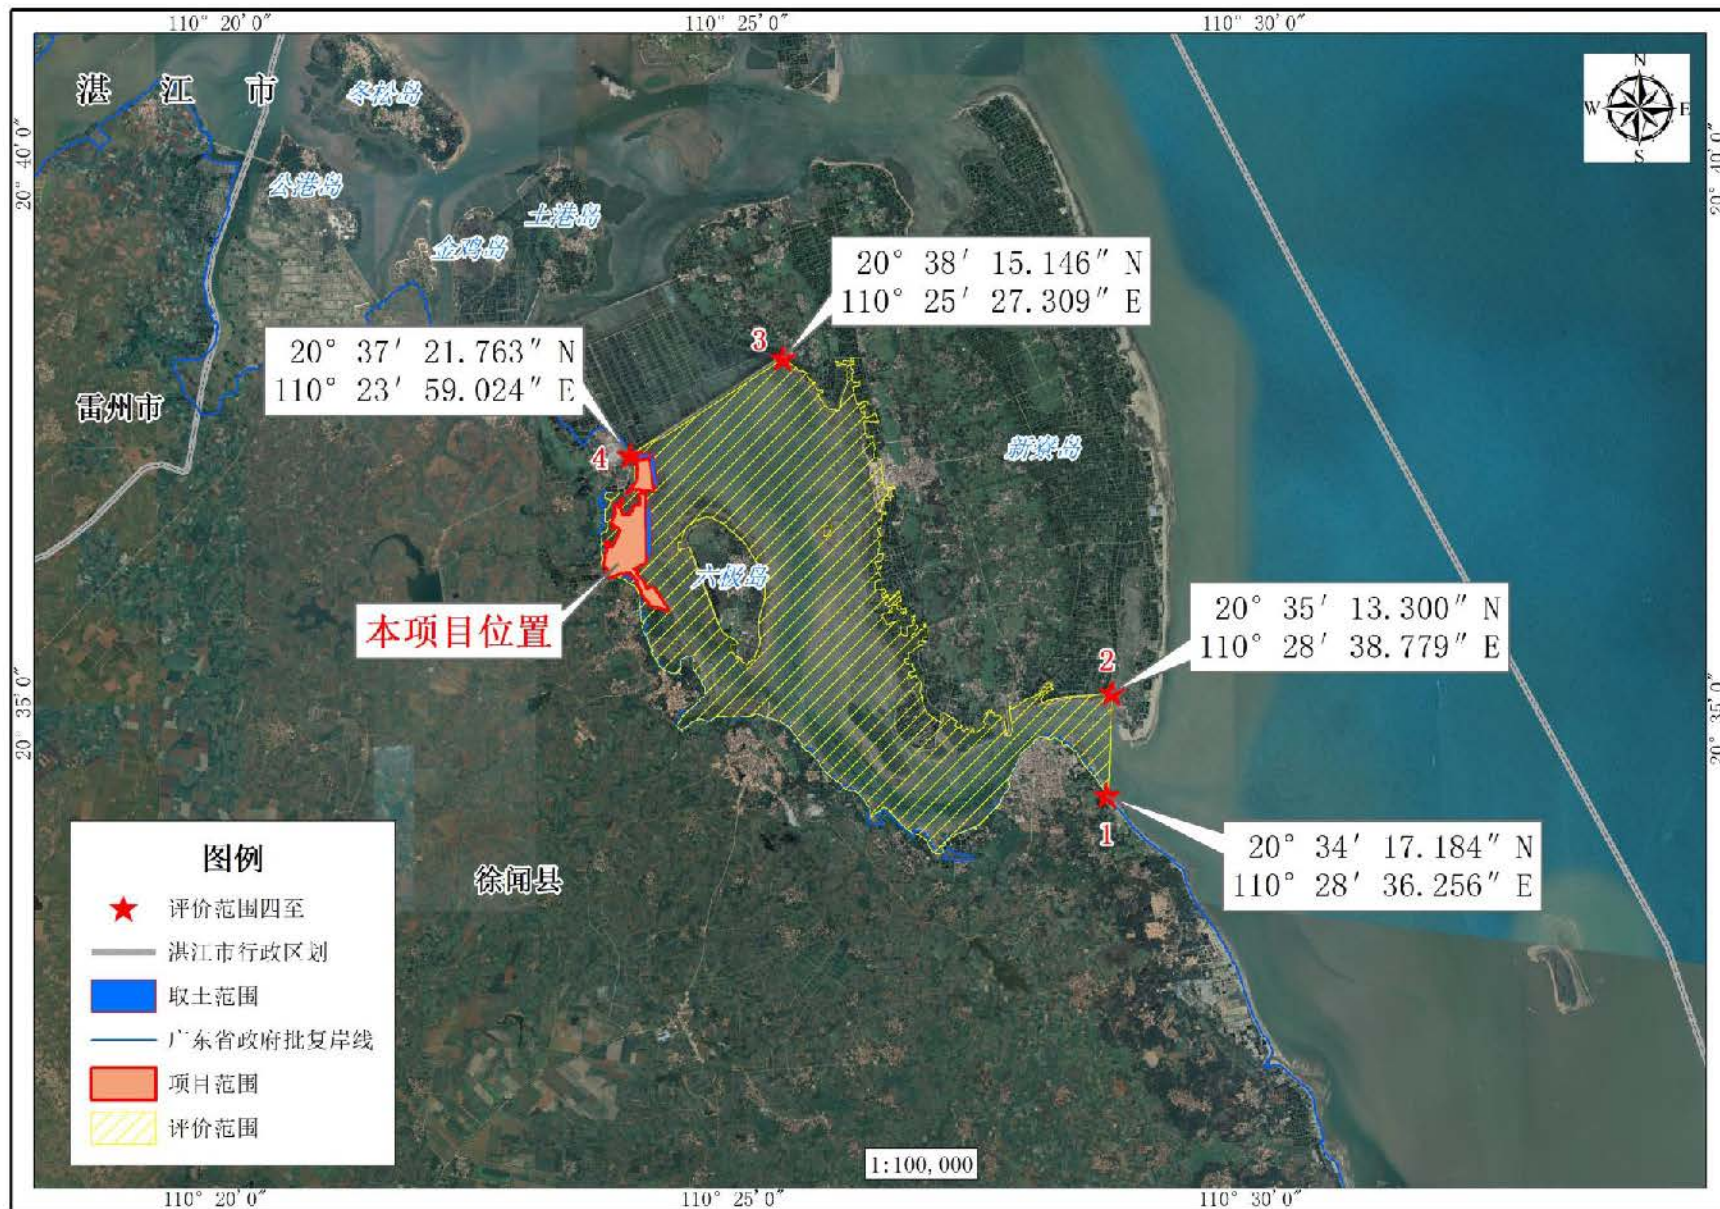 110° 20′ 0″
110° 25′ 0″
110° 30′ 0″
N
W
E
S
湛 江 市
冬松岛
公港岛
土港岛
金鸡岛
20° 40′ 0″
20° 40′ 0″
20° 38′ 15.146″ N
110° 25′ 27.309″ E
3
20° 37′ 21.763″ N
110° 23′ 59.024″ E
4
雷州市
新寮岛
六极岛
本项目位置
20° 35′ 13.300″ N
110° 28′ 38.779″ E
2
20° 35′ 0″
20° 35′ 0″
1
20° 34′ 17.184″ N
110° 28′ 36.256″ E
徐闻县
图例
评价范围四至
湛江市行政区划
取土范围
广东省政府批复岸线
项目范围
评价范围
1:100,000
110° 20′ 0″
110° 25′ 0″
110° 30′ 0″